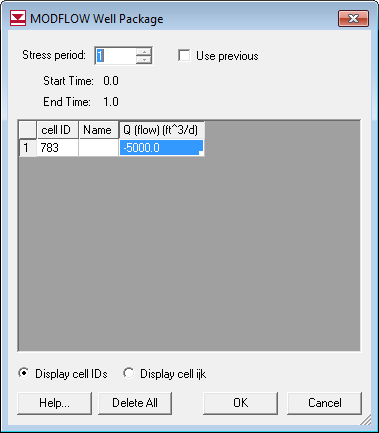 MODFLOW Well Package
Stress period: 1 Use previous
Start Time: 0.0
End Time: 1.0
cell ID Name Q (flow) (ft^3/d)
1 783 -5000.0
Display cell IDs Display cell ijk
Help... Delete All OK Cancel